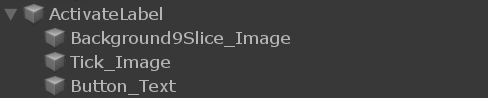 ActivateLabel
Background9Slice_Image
Tick_Image
Button_Text